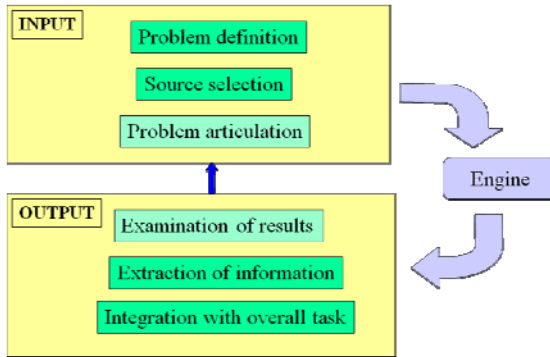 INPUT
Problem definition
Source selection
Problem articulation
Engine
OUTPUT
Examination of results
Extraction of information
Integration with overall task